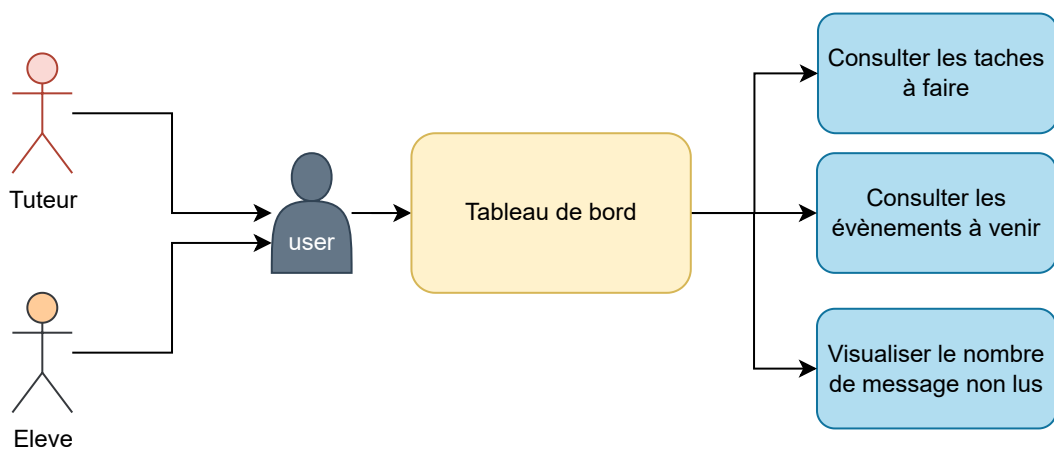 Tuteur
Eleve
user
Tableau de bord
Consulter les taches
à faire
Consulter les
évènements à venir
Visualiser le nombre
de message non lus